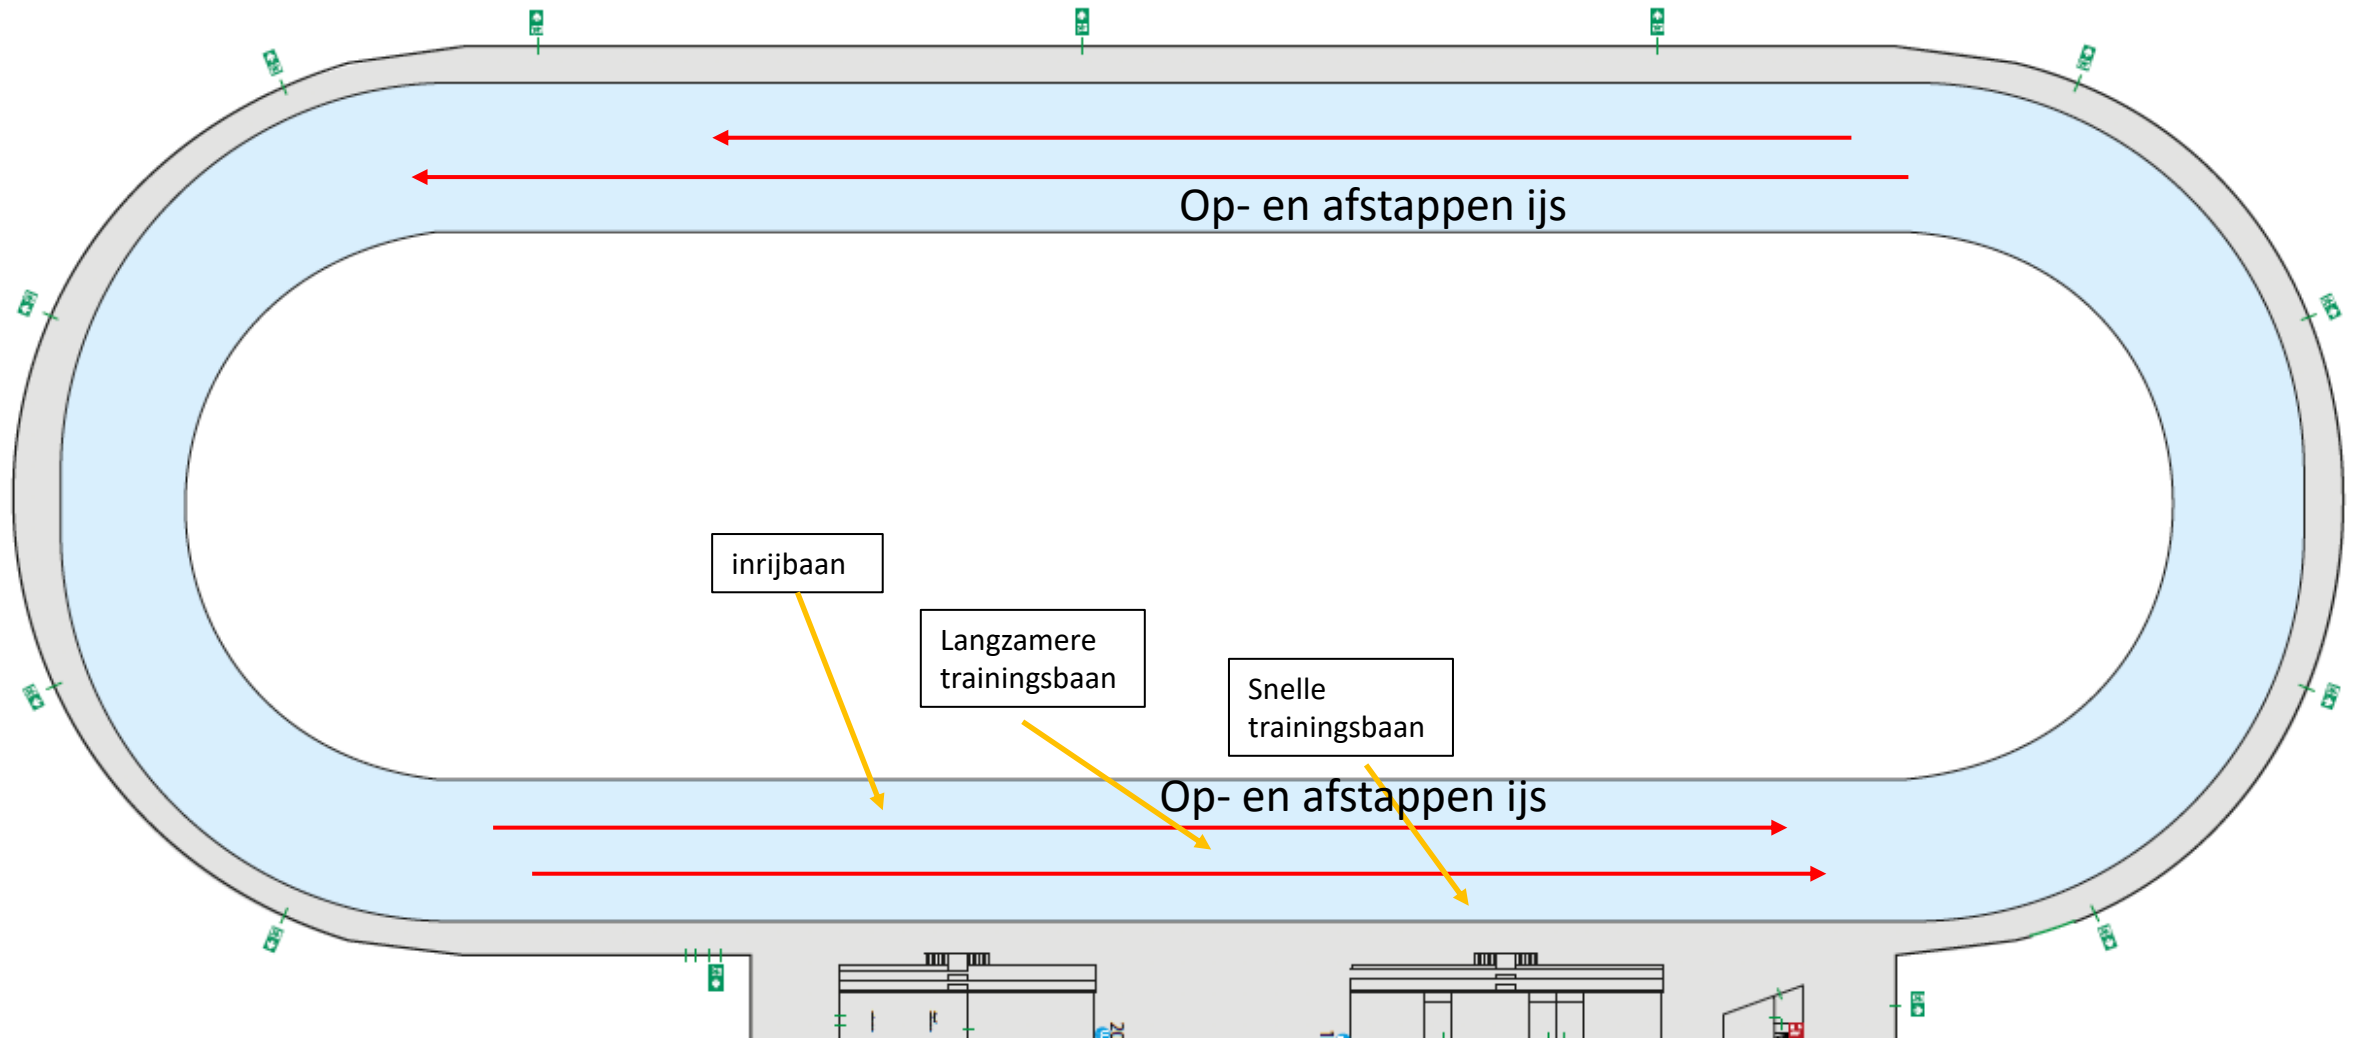 Op- en afstappen ijs
inrijbaan
Langzamere
trainingsbaan
Snelle
trainingsbaan
Op- en afstappen ijs